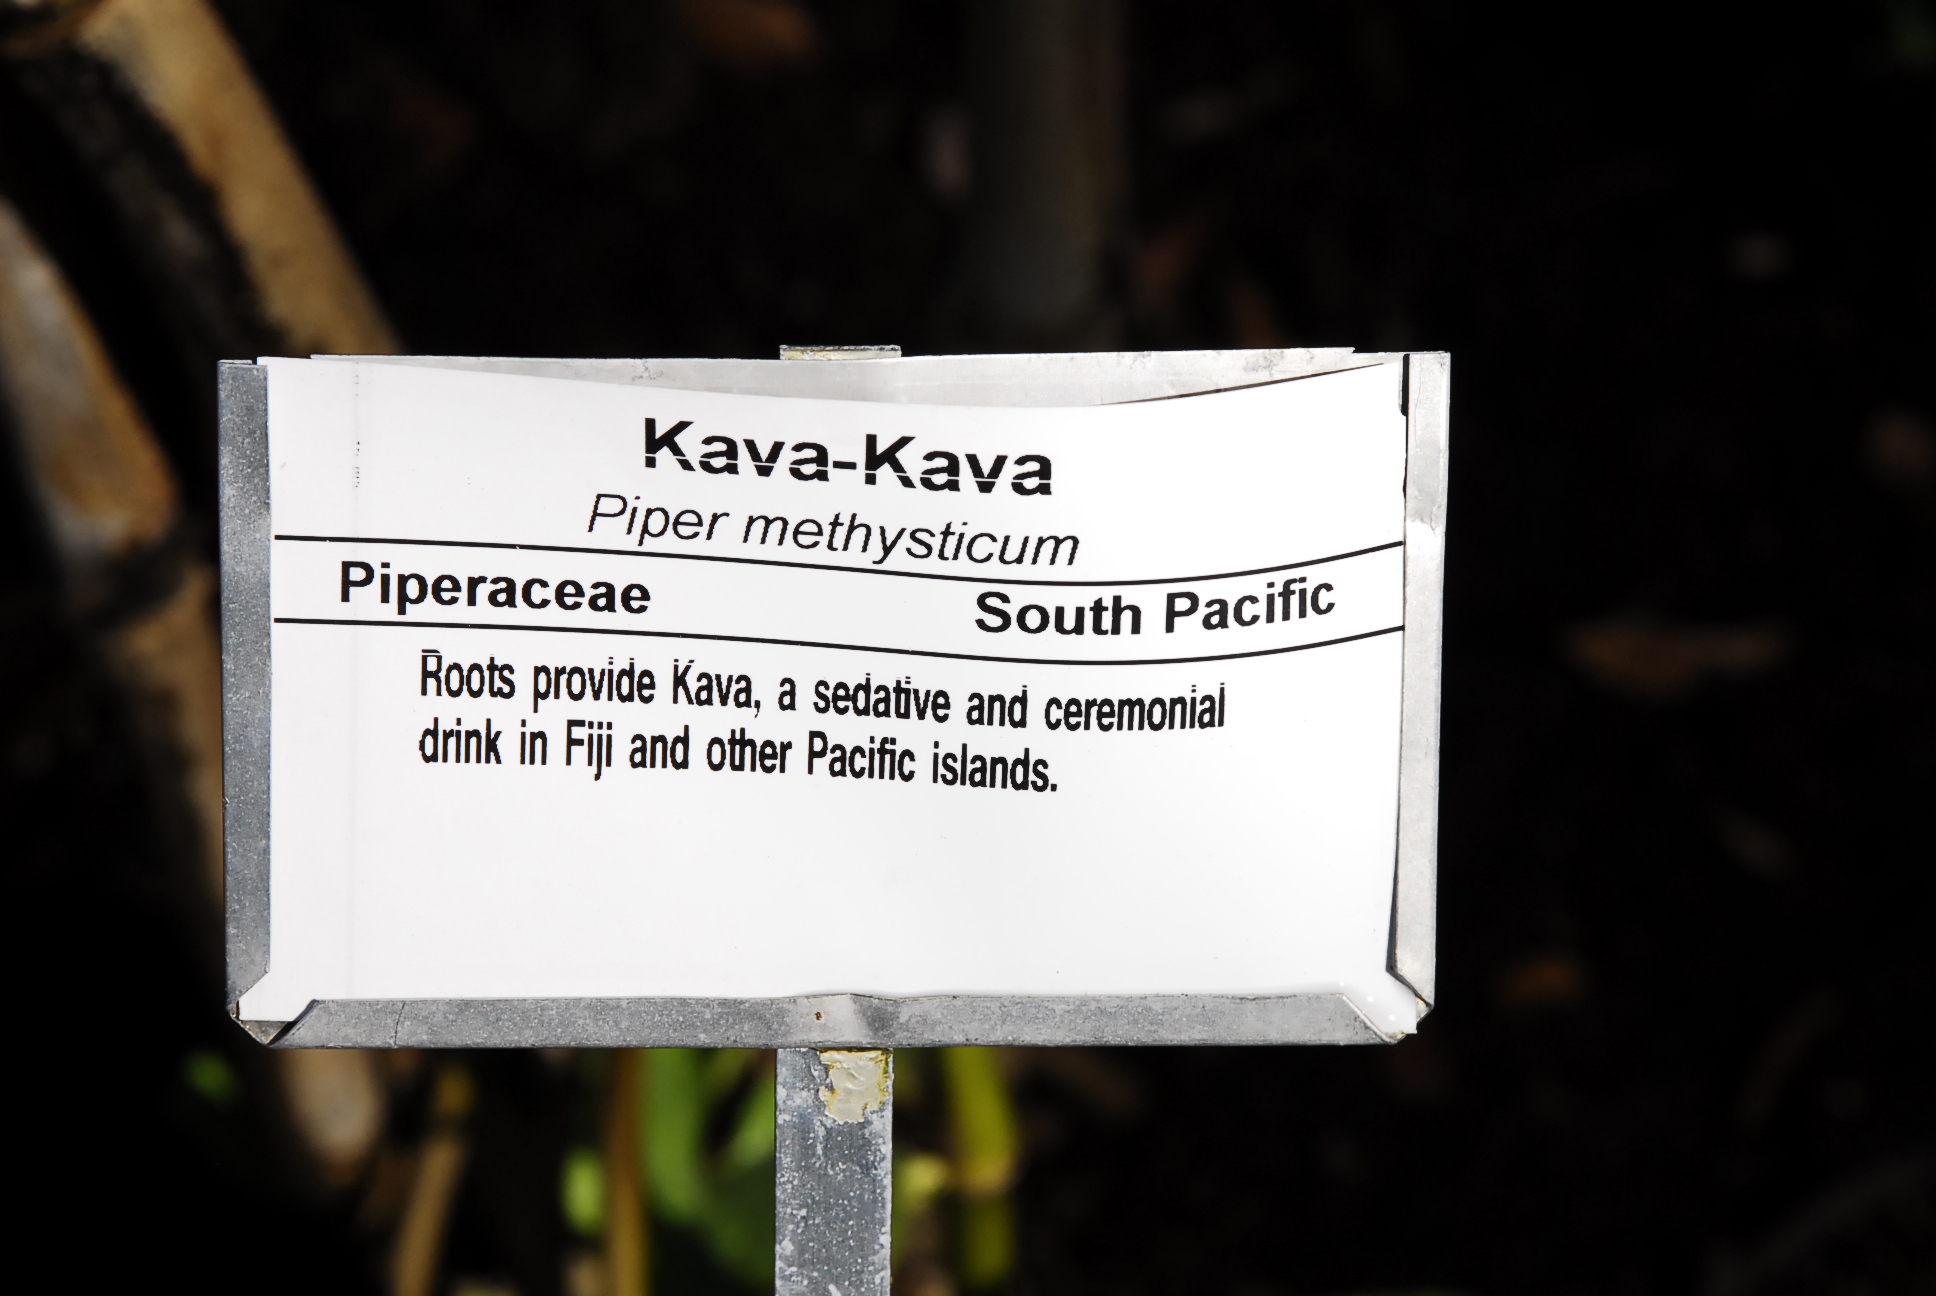 Kava-Kava
Piper methysticum
Piperaceae South Pacific
Roots provide Kava, a sedative and ceremonial
drink in Fiji and other Pacific islands.